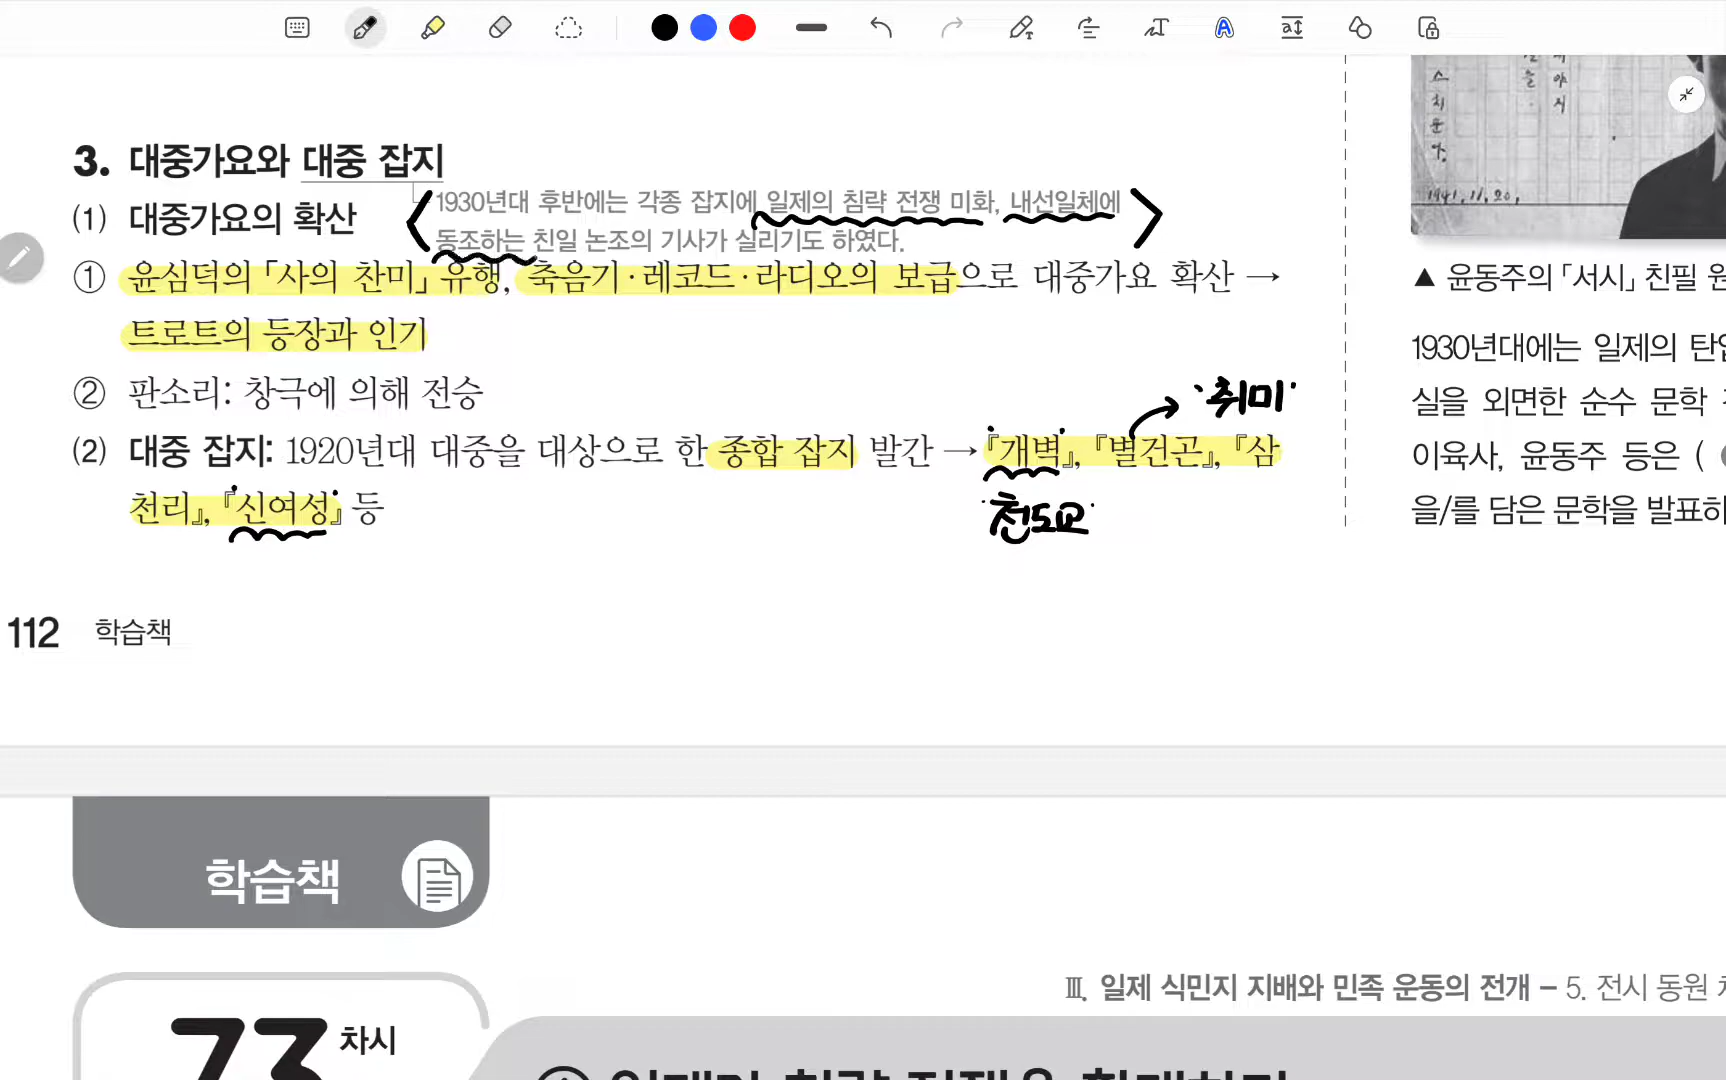 3. 대중가요와 대중 잡지
1930년대 후반에는 각종 잡지에 일제의 침략 전쟁 미화, 내선일체에
동조하는 친일 논조의 기사가 실리기도 하였다.
(1) 대중가요의 확산
① 윤심덕의 「사의 찬미」 유행, 축음기·레코드·라디오의 보급으로 대중가요 확산 →
트로트의 등장과 인기
② 판소리: 창극에 의해 전승
'취미'
(2) 대중 잡지: 1920년대 대중을 대상으로 한 종합 잡지 발간 → 『개벽』, 『별건곤』, 『삼
천리』, 『신여성』 등
'천도교'
112 학습책
1941.11.20.
▲ 윤동주의 「서시」 친필 원
1930년대에는 일제의 탄압
실을 외면한 순수 문학
이육사, 윤동주 등은 (
을/를 담은 문학을 발표하
학습책
Ⅲ. 일제 식민지 지배와 민족 운동의 전개 – 5. 전시 동원
73 차시